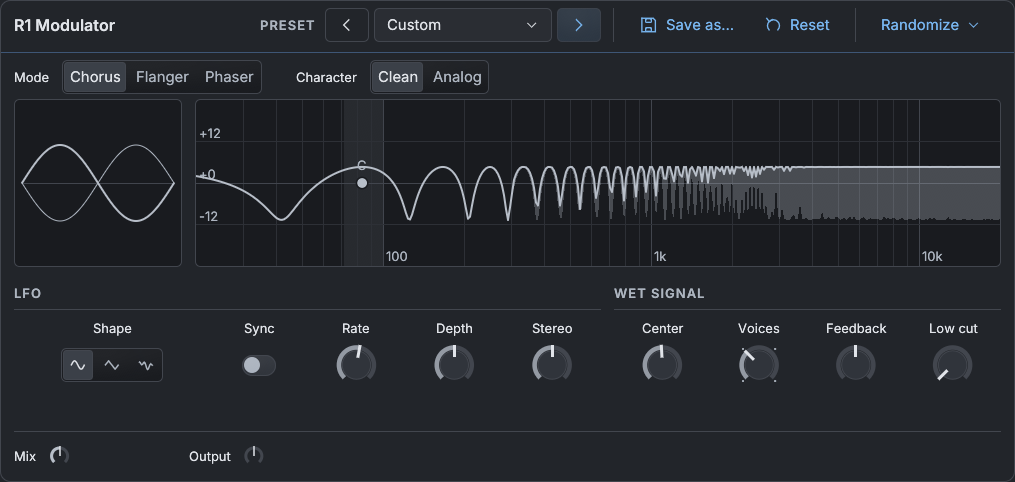 R1 Modulator PRESET Custom Save as... Reset Randomize
Mode Chorus Flanger Phaser Character Clean Analog
+12
C
+0
-12
100 1k 10k
LFO WET SIGNAL
Shape Sync Rate Depth Stereo Center Voices Feedback Low cut
Mix Output